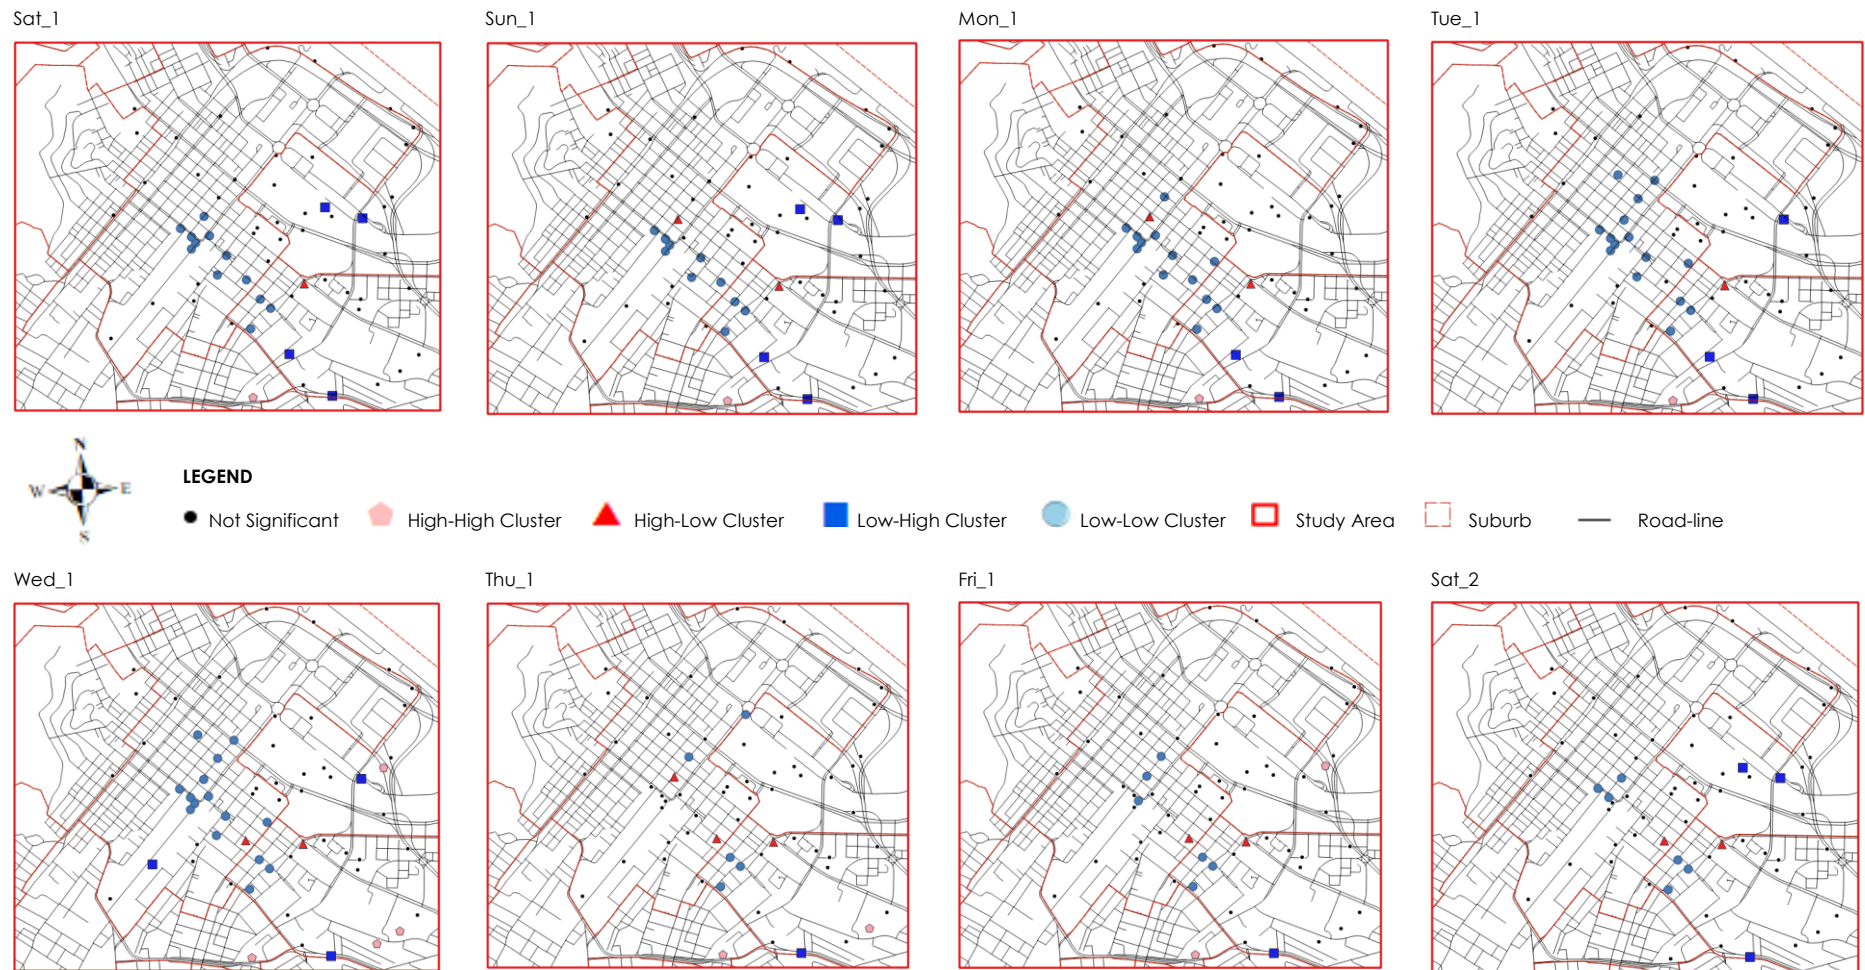 Sat_1
Sun_1
Mon_1
Tue_1
N
W
E
S
LEGEND
Not Significant
High-High Cluster
High-Low Cluster
Low-High Cluster
Low-Low Cluster
Study Area
Suburb
Road-line
Wed_1
Thu_1
Fri_1
Sat_2